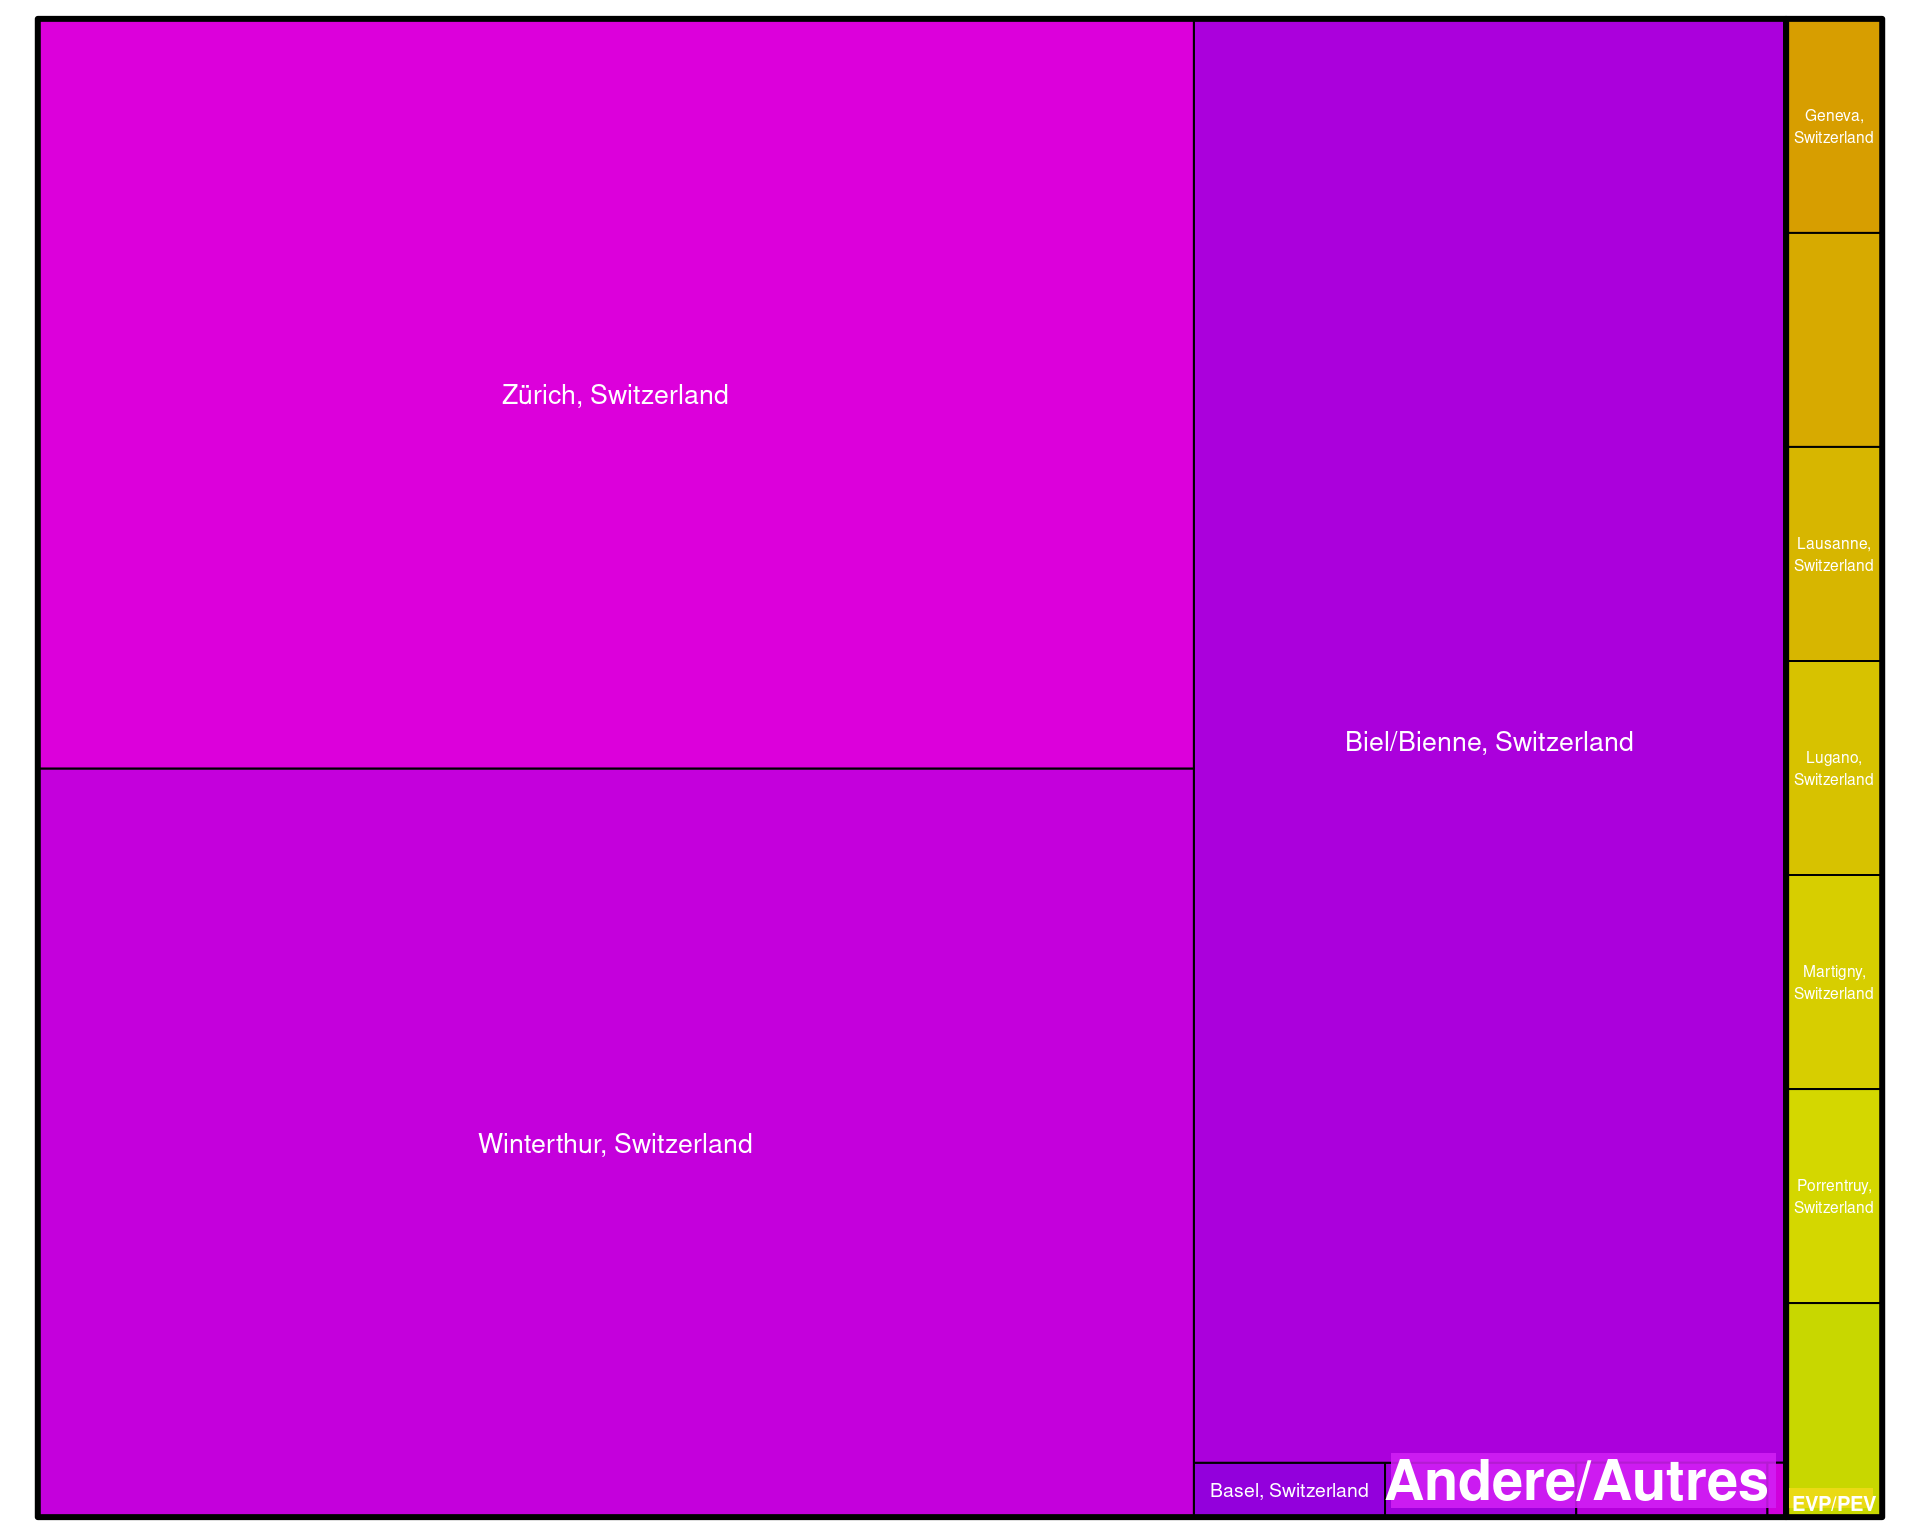 Zürich, Switzerland
Winterthur, Switzerland
Biel/Bienne, Switzerland
Basel, Switzerland
Andere/Autres
Geneva,
Switzerland
Lausanne,
Switzerland
Lugano,
Switzerland
Martigny,
Switzerland
Porrentruy,
Switzerland
EVP/PEV